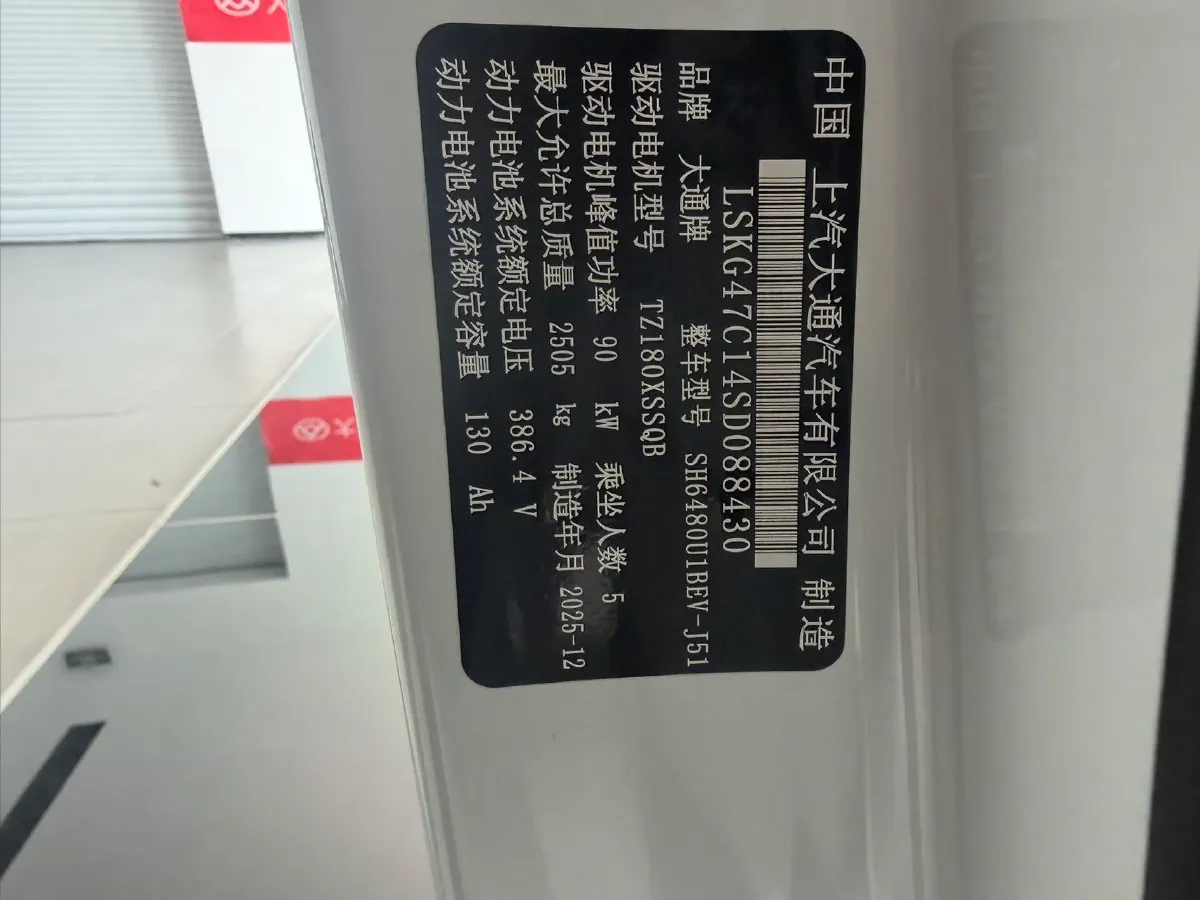 中国 上汽大通汽车有限公司 制造
LSKG47C14SD088430
品牌 大通牌 整车型号 SH6480U1BEV-J51
驱动电机型号 TZ180XSSQB
驱动电机峰值功率 90 kW 乘坐人数 5
最大允许总质量 2505 kg 制造年月 2025-12
动力电池系统额定电压 386.4 V
动力电池系统额定容量 130 Ah
大